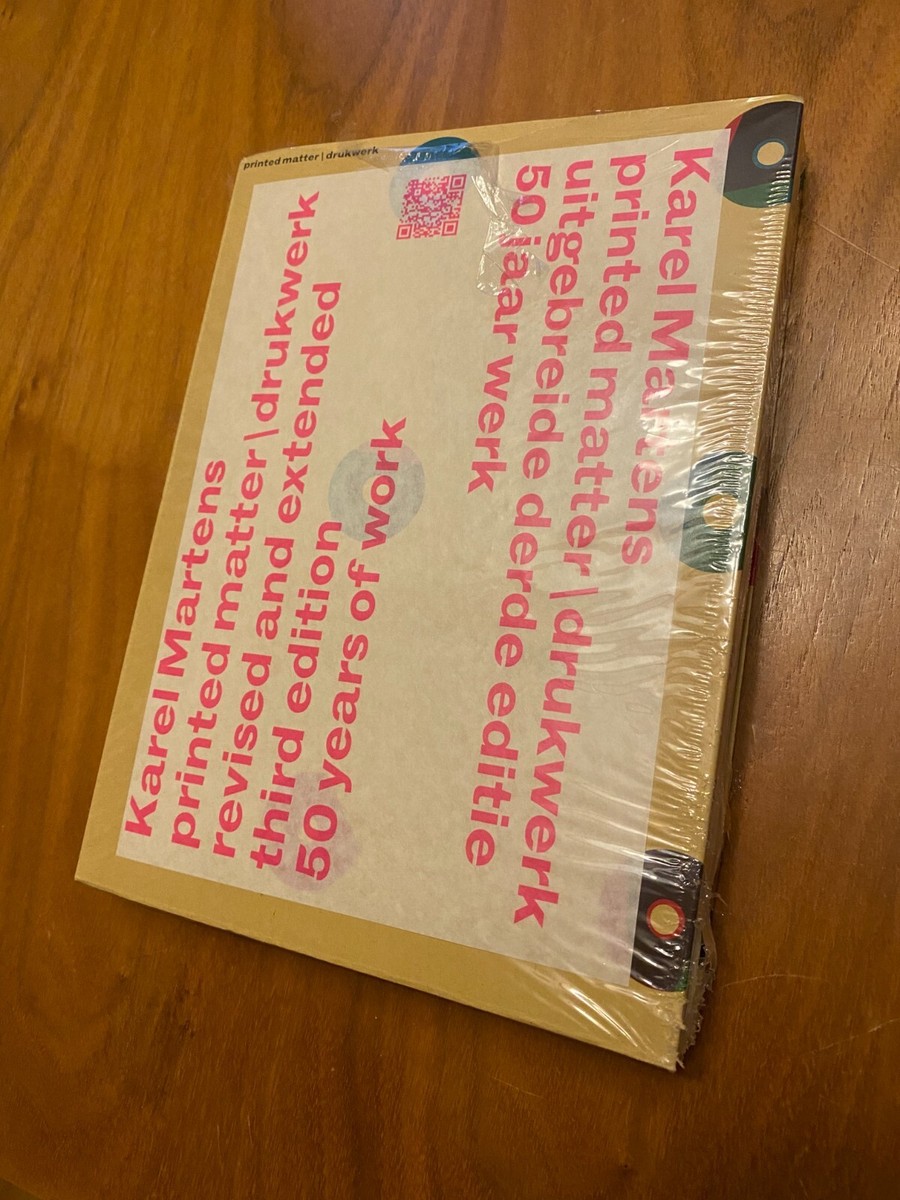 printed matter | drukwerk
Karel Martens
printed matter \ drukwerk
revised and extended
third edition
50 years of work
Karel Martens
printed matter \ drukwerk
uitgebreide derde editie
50 jaar werk